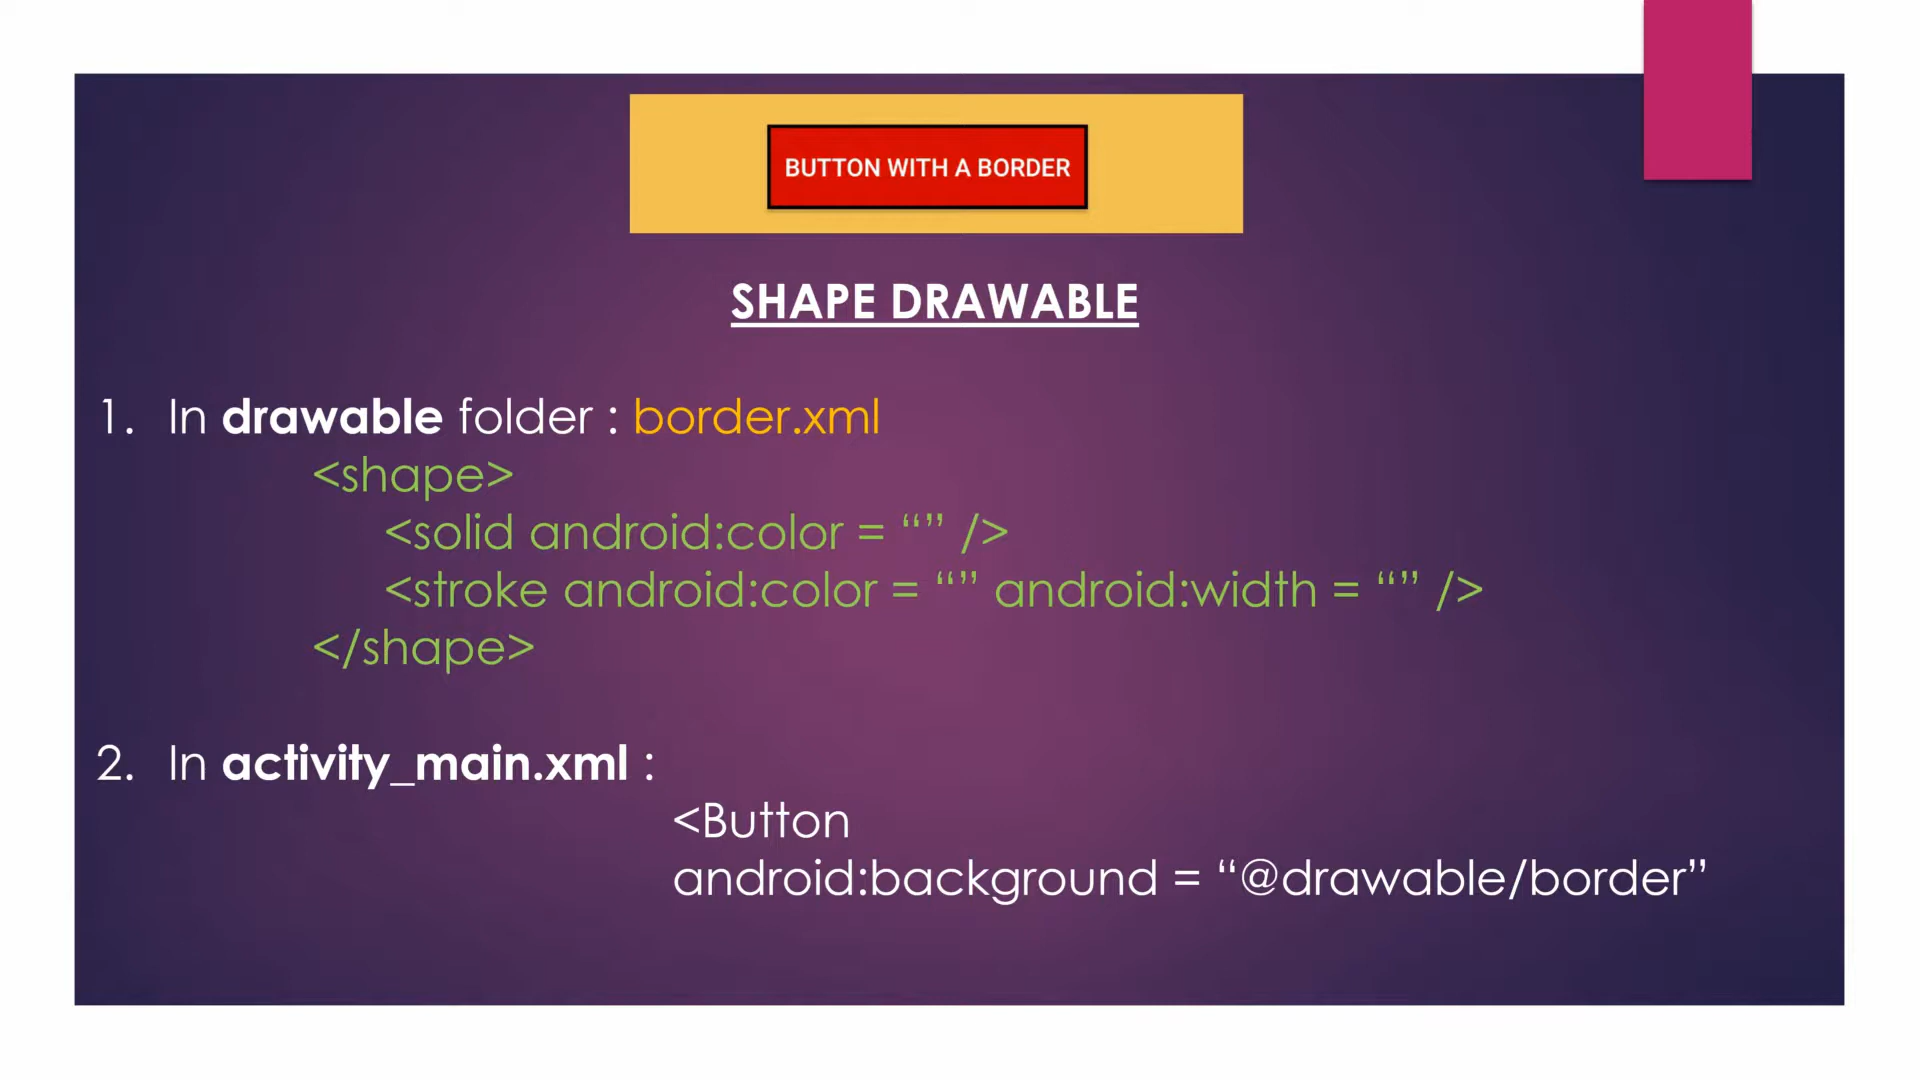 BUTTON WITH A BORDER
SHAPE DRAWABLE
1. In drawable folder : border.xml
<shape>
<solid android:color = “” />
<stroke android:color = “” android:width = “” />
</shape>
2. In activity_main.xml :
<Button
android:background = “@drawable/border”